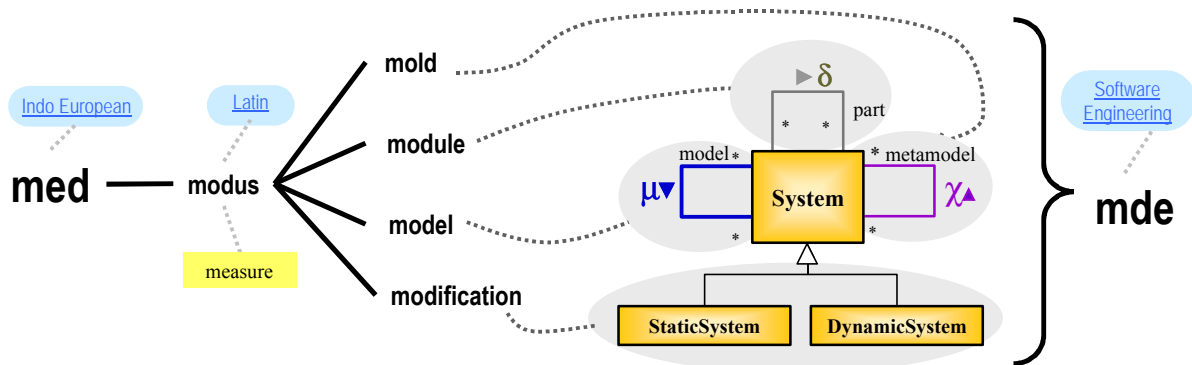 mold
►δ
Indo European
Latin
Software
Engineering
part
* *
module
model *
* metamodel
med
modus
μ▼
System
χ▲
mde
model
*
*
measure
modification
StaticSystem
DynamicSystem